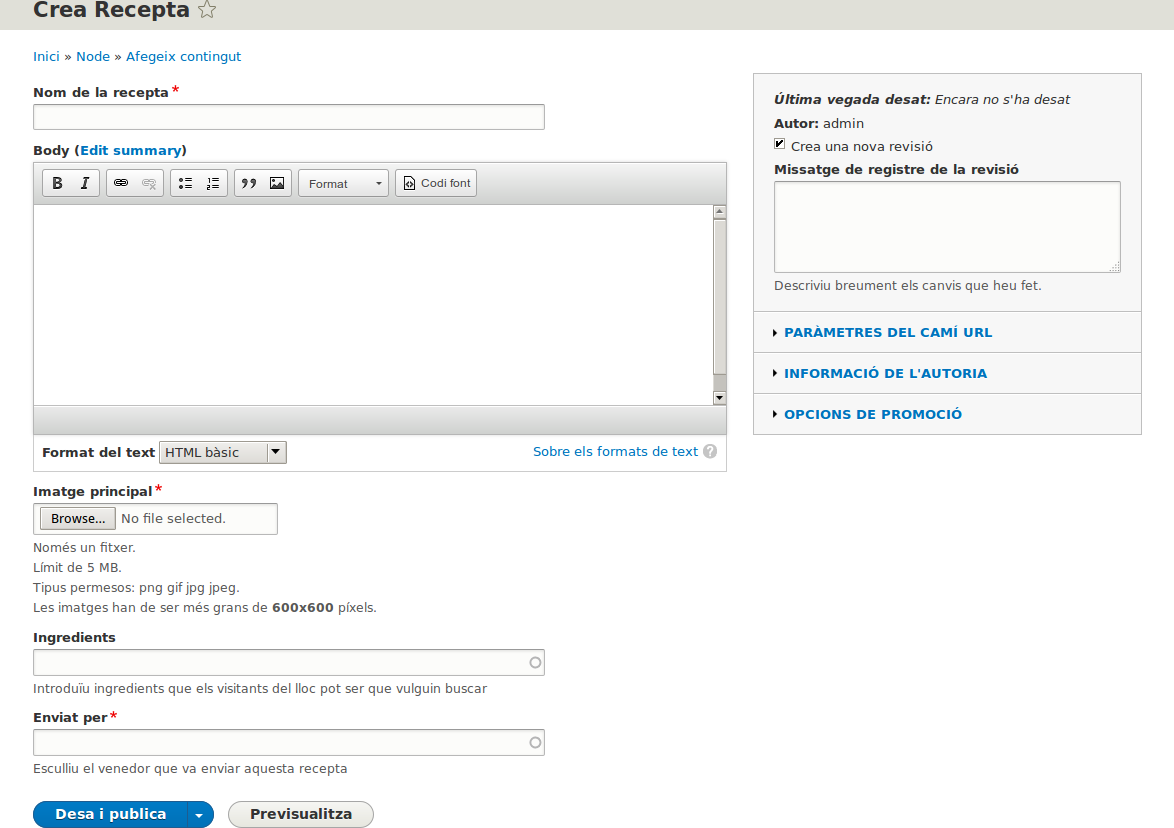 Crea Recepta
Inici » Node » Afegeix contingut
Nom de la recepta *
Body (Edit summary)
B I Format Codi font
Format del text HTML bàsic Sobre els formats de text ?
Imatge principal *
Browse... No file selected.
Només un fitxer.
Límit de 5 MB.
Tipus permesos: png gif jpg jpeg.
Les imatges han de ser més grans de 600x600 píxels.
Ingredients
Introduïu ingredients que els visitants del lloc pot ser que vulguin buscar
Enviat per *
Esculliu el venedor que va enviar aquesta recepta
Desa i publica Previsualitza
Última vegada desat: Encara no s'ha desat
Autor: admin
Crea una nova revisió
Missatge de registre de la revisió
Descriviu breument els canvis que heu fet.
PARÀMETRES DEL CAMÍ URL
INFORMACIÓ DE L'AUTORIA
OPCIONS DE PROMOCIÓ